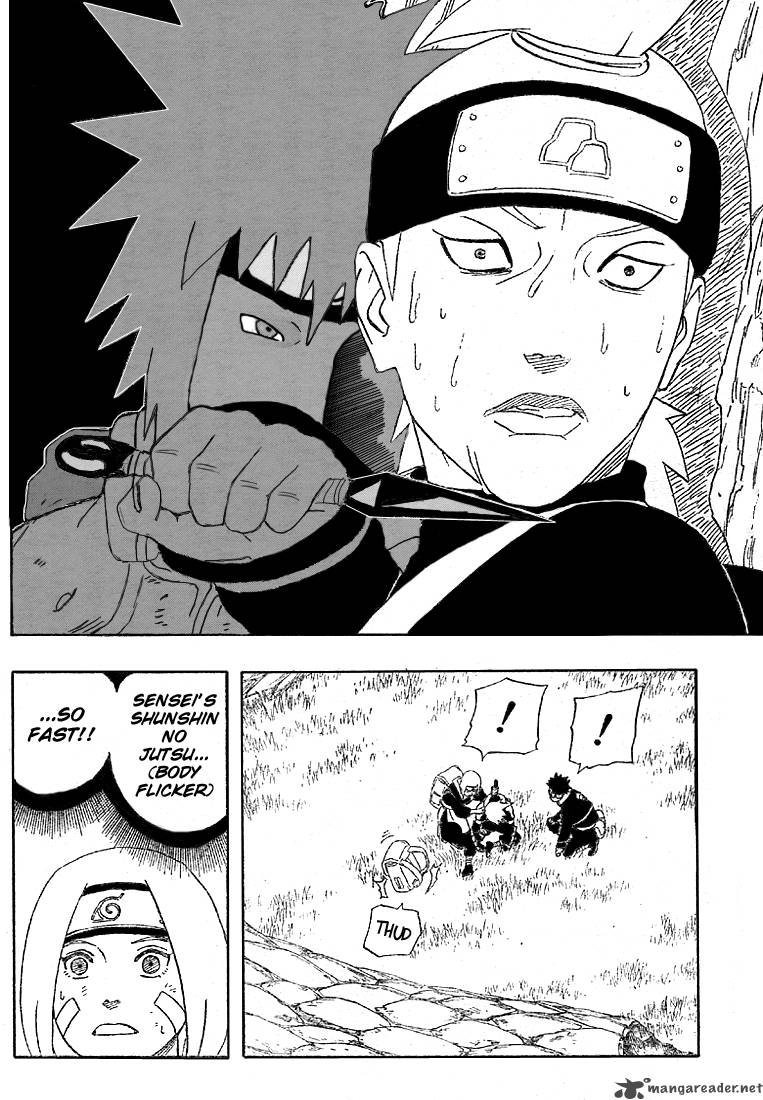 !
!
THUD
SENSEI'S
SHUNSHIN
NO
JUTSU...
(BODY
FLICKER)
...SO
FAST!!
mangareader.net